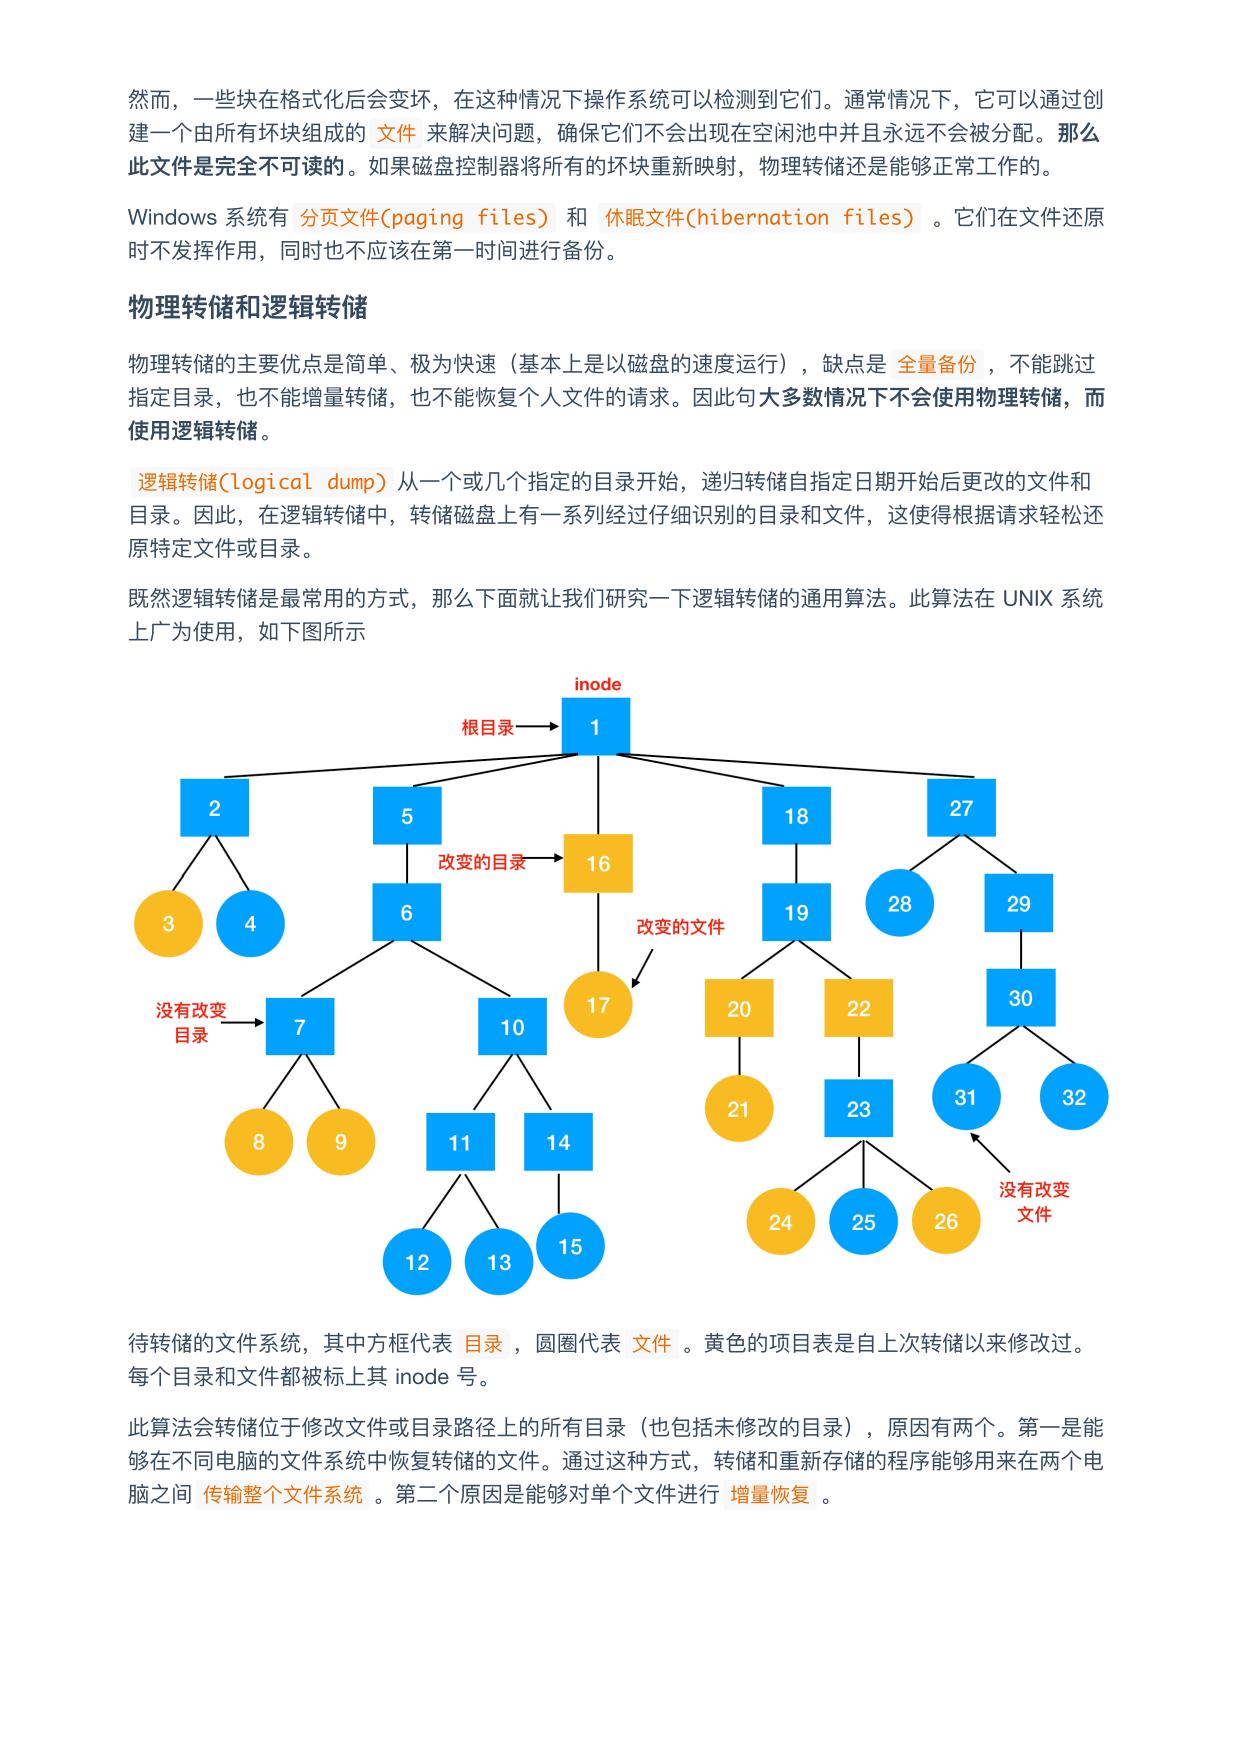 然而，一些块在格式化后会变坏，在这种情况下操作系统可以检测到它们。通常情况下，它可以通过创
建一个由所有坏块组成的 文件 来解决问题，确保它们不会出现在空闲池中并且永远不会被分配。那么
此文件是完全不可读的。如果磁盘控制器将所有的坏块重新映射，物理转储还是能够正常工作的。
Windows 系统有 分页文件(paging files) 和 休眠文件(hibernation files) 。它们在文件还原
时不发挥作用，同时也不应该在第一时间进行备份。
物理转储和逻辑转储
物理转储的主要优点是简单、极为快速（基本上是以磁盘的速度运行），缺点是 全量备份 ，不能跳过
指定目录，也不能增量转储，也不能恢复个人文件的请求。因此句大多数情况下不会使用物理转储，而
使用逻辑转储。
逻辑转储(logical dump) 从一个或几个指定的目录开始，递归转储自指定日期开始后更改的文件和
目录。因此，在逻辑转储中，转储磁盘上有一系列经过仔细识别的目录和文件，这使得根据请求轻松还
原特定文件或目录。
既然逻辑转储是最常用的方式，那么下面就让我们研究一下逻辑转储的通用算法。此算法在 UNIX 系统
上广为使用，如下图所示
inode
根目录 1
2 5 18 27
改变的目录 16
3 4 6 19 28 29
改变的文件
17
没有改变
目录
7 10 20 22 30
8 9 11 14 21 23 31 32
没有改变
文件
12 13 15 24 25 26
待转储的文件系统，其中方框代表 目录 ，圆圈代表 文件 。黄色的项目表是自上次转储以来修改过。
每个目录和文件都被标上其 inode 号。
此算法会转储位于修改文件或目录路径上的所有目录（也包括未修改的目录），原因有两个。第一是能
够在不同电脑的文件系统中恢复转储的文件。通过这种方式，转储和重新存储的程序能够用来在两个电
脑之间 传输整个文件系统 。第二个原因是能够对单个文件进行 增量恢复 。